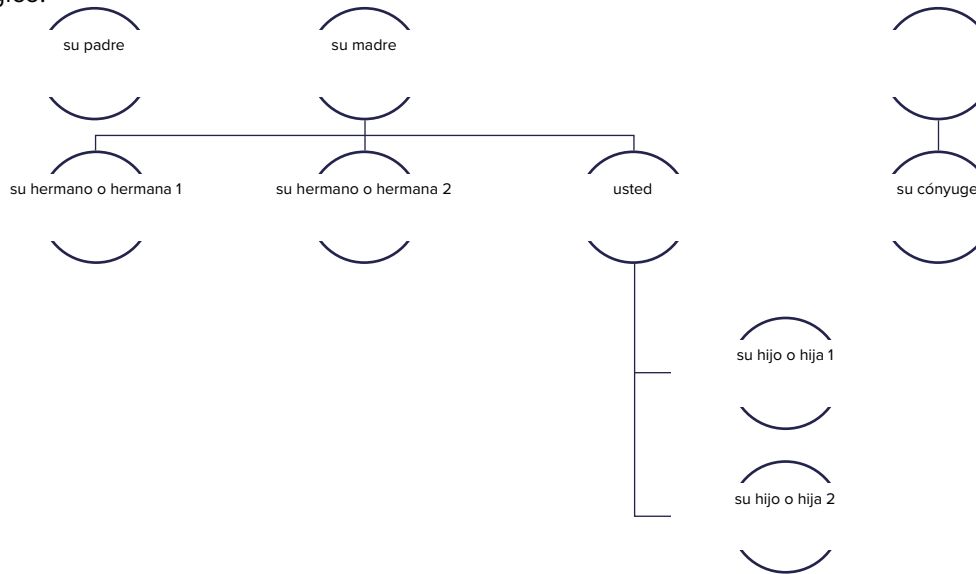 su padre
su madre
su hermano o hermana 1
su hermano o hermana 2
usted
su cónyuge
su hijo o hija 1
su hijo o hija 2